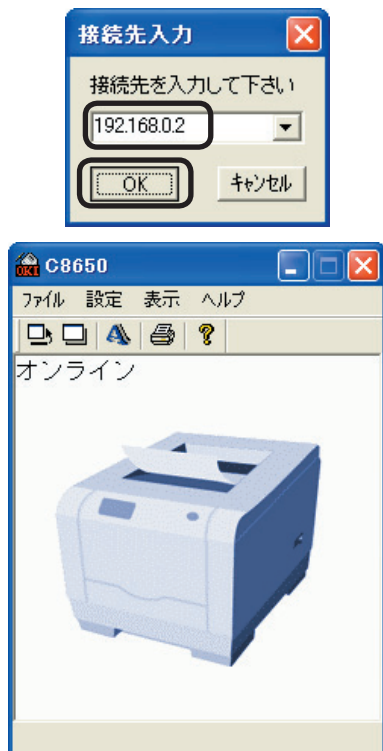 接続先入力
接続先を入力して下さい
192.168.0.2
OK キャンセル
OKI C8650
ファイル 設定 表示 ヘルプ
A ?
オンライン